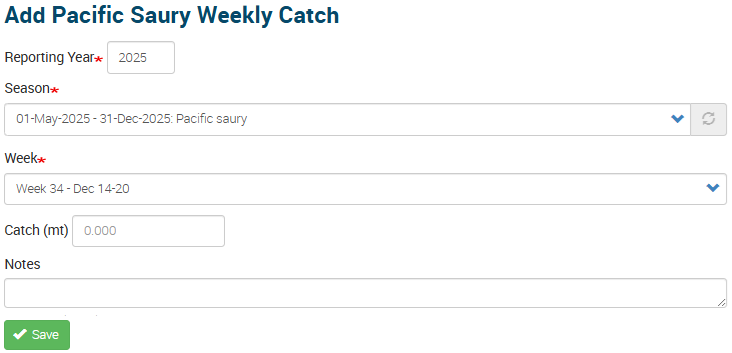 Add Pacific Saury Weekly Catch
Reporting Year* 2025
Season*
01-May-2025 - 31-Dec-2025: Pacific saury
Week*
Week 34 - Dec 14-20
Catch (mt) 0.000
Notes
Save